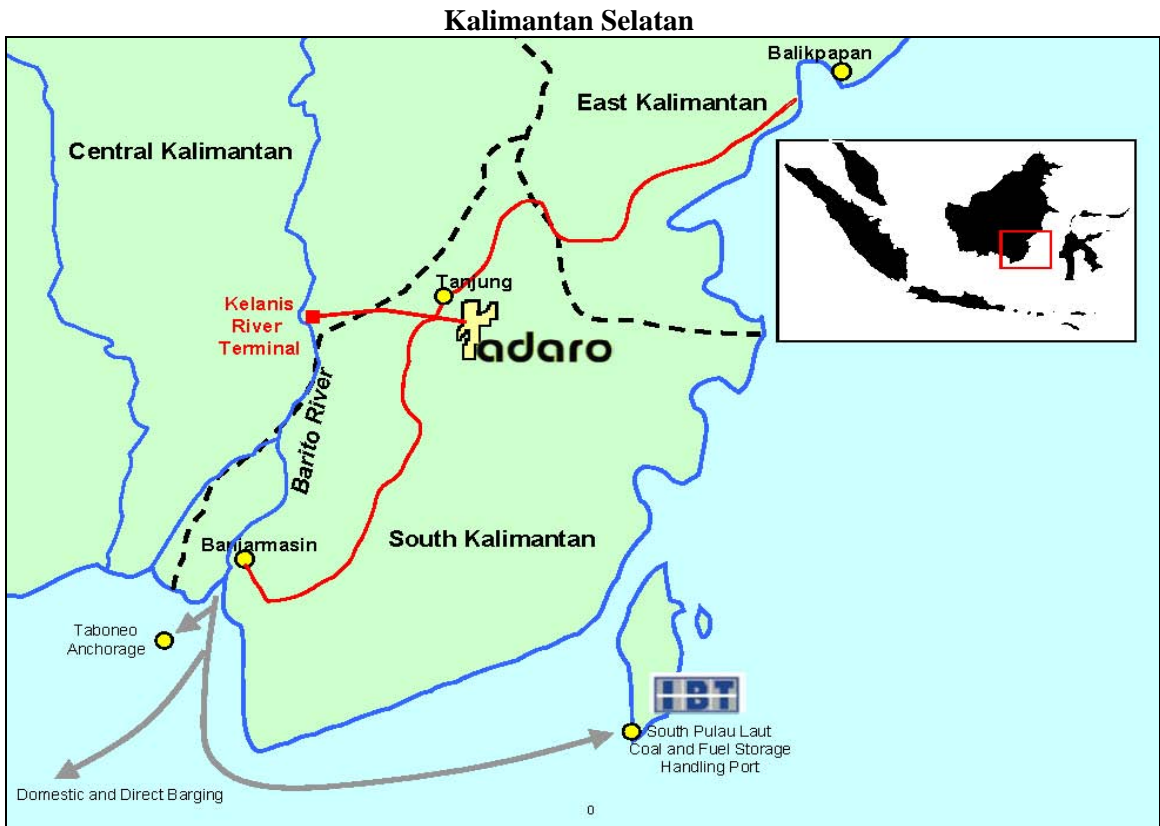 Kalimantan Selatan
Balikpapan
East Kalimantan
Central Kalimantan
Tanjung
Kelanis
River
Terminal
adaro
Barito River
South Kalimantan
Banjarmasin
Taboneo
Anchorage
IBT
South Pulau Laut
Coal and Fuel Storage
Handling Port
Domestic and Direct Barging
0